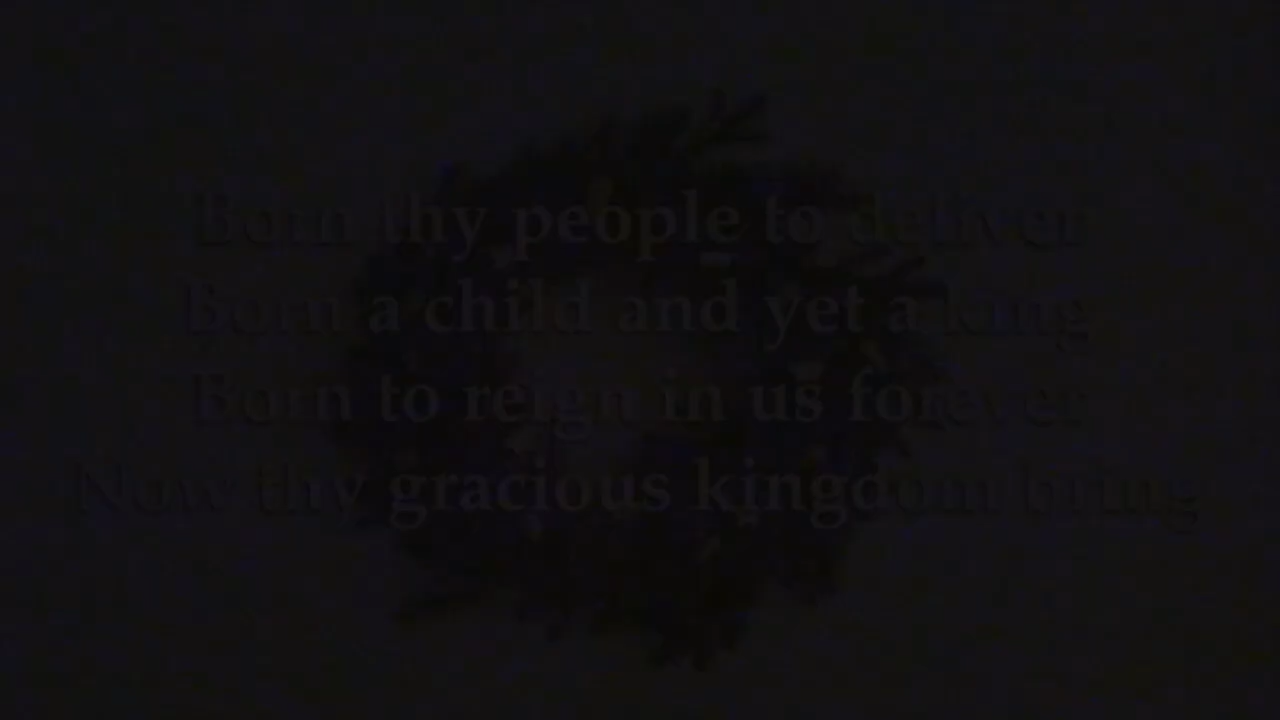 Born thy people to deliver
Born a child and yet a king
Born to reign in us forever
Now thy gracious kingdom bring